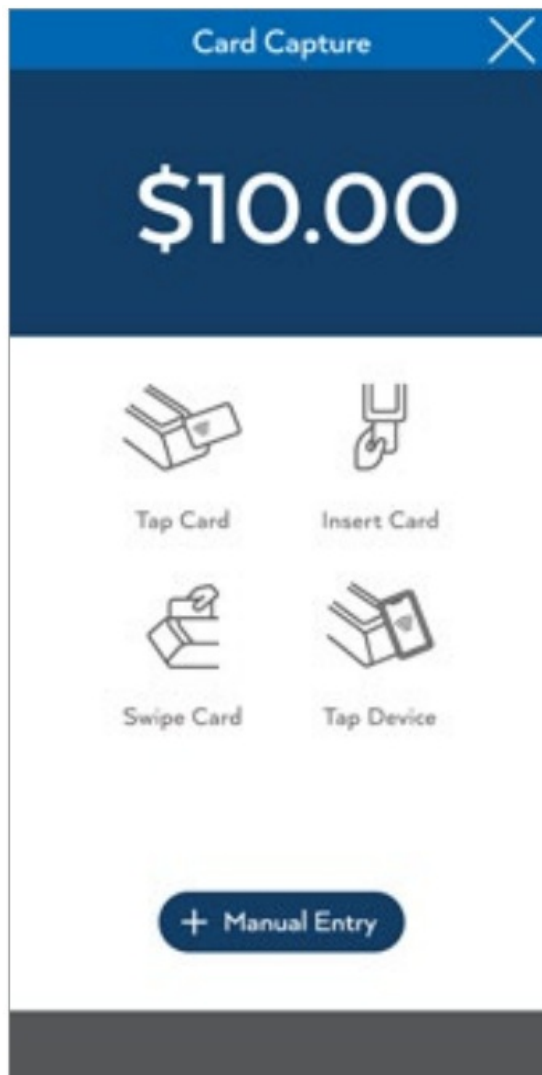 Card Capture
$10.00
Tap Card
Insert Card
Swipe Card
Tap Device
+ Manual Entry